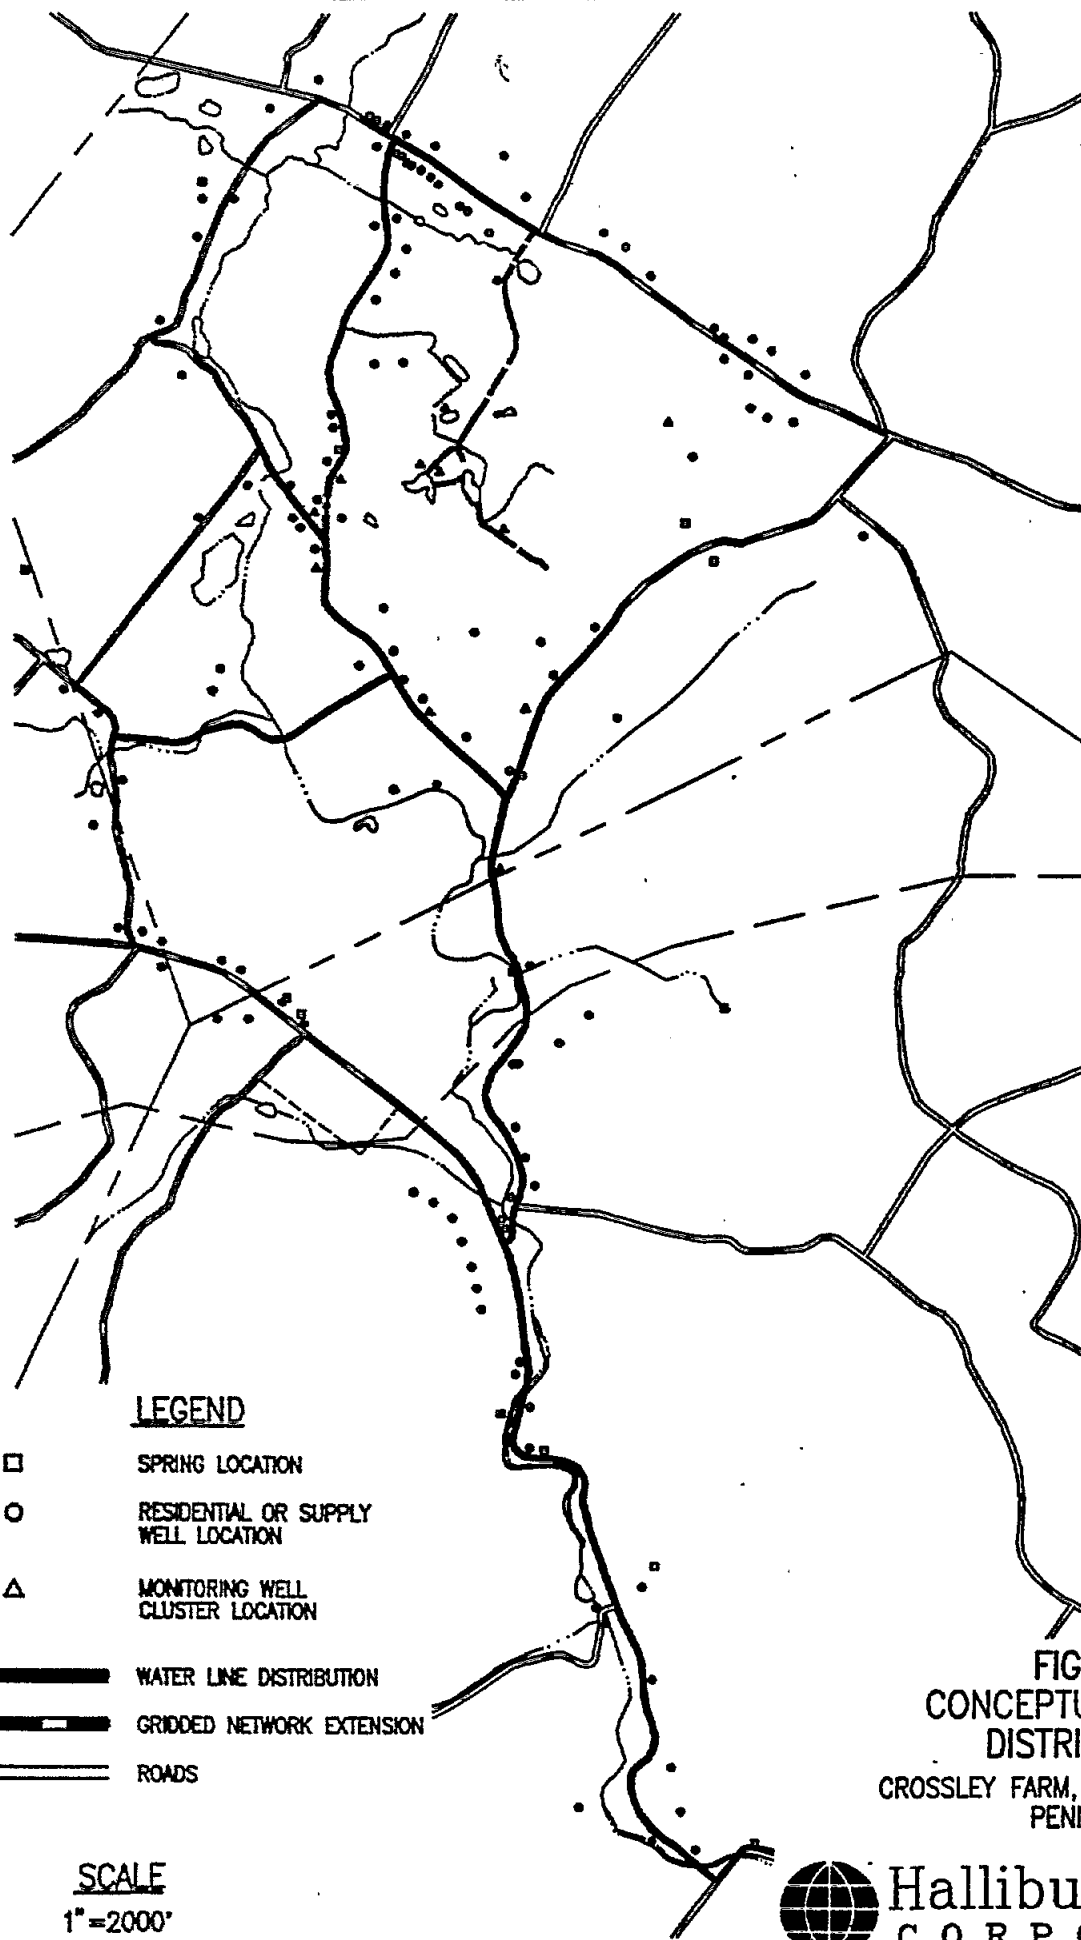 LEGEND
SPRING LOCATION
RESIDENTIAL OR SUPPLY
WELL LOCATION
MONITORING WELL
CLUSTER LOCATION
WATER LINE DISTRIBUTION
GRIDDED NETWORK EXTENSION
ROADS
SCALE
1"=2000'
FIG
CONCEPTU
DISTRI
CROSSLEY FARM,
PEN
Hallibu
C O R P O